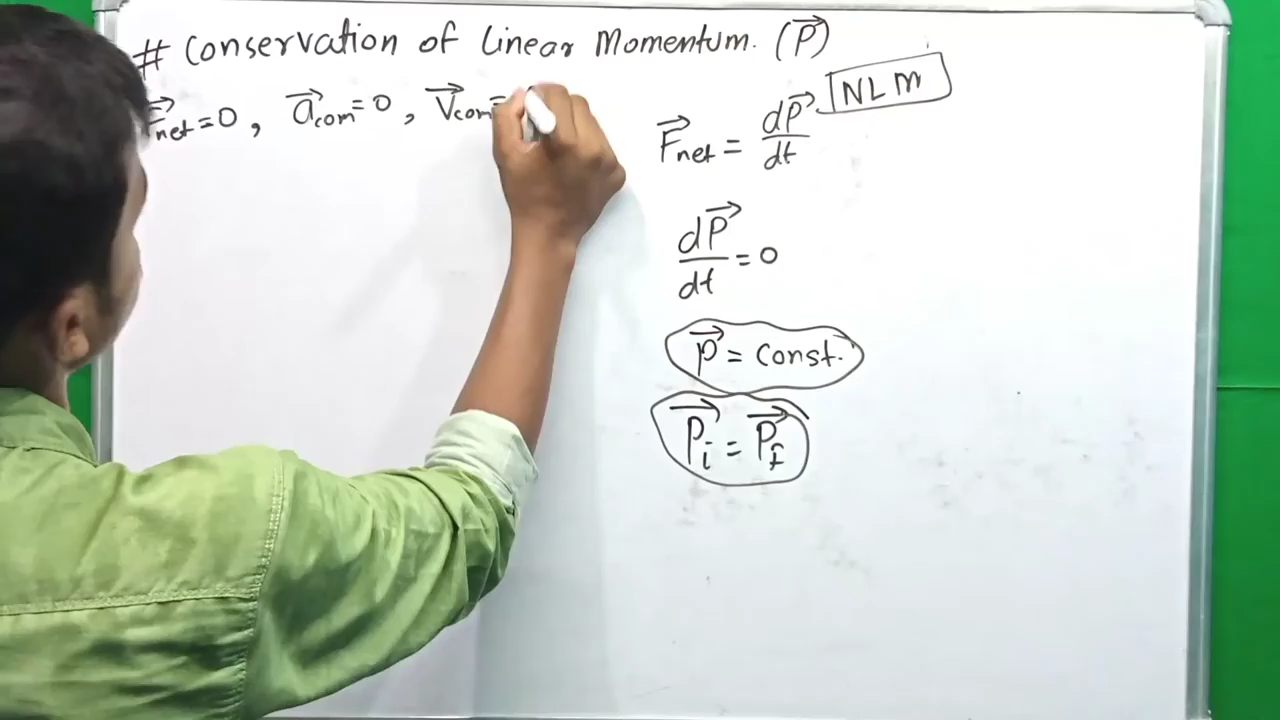 # Conservation of Linear Momentum. (P⃗)
F⃗net = 0 , a⃗com = 0 , V⃗com =
F⃗net = dP⃗/dt
NLM
dP⃗/dt = 0
P⃗ = Const.
P⃗i = P⃗f